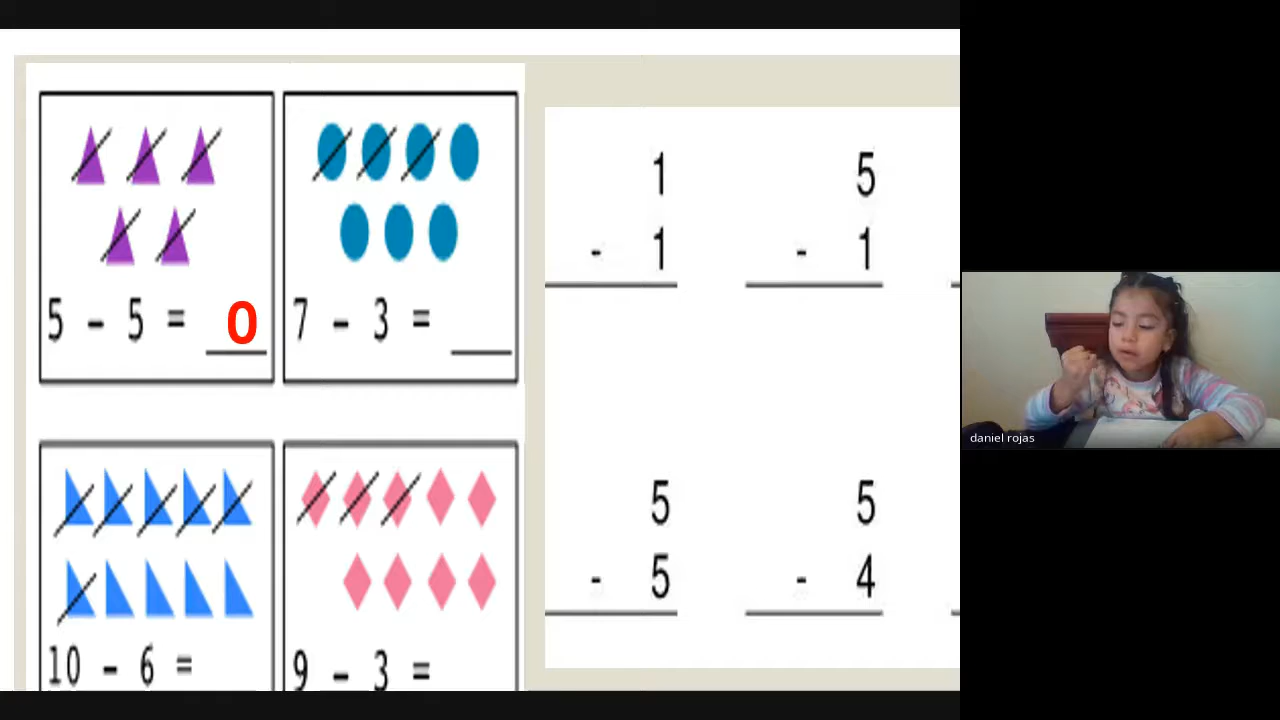 5 - 5 = 0
7 - 3 = ___
10 - 6 =
9 - 3 =
1
- 1
5
- 1
5
- 5
5
- 4
daniel rojas